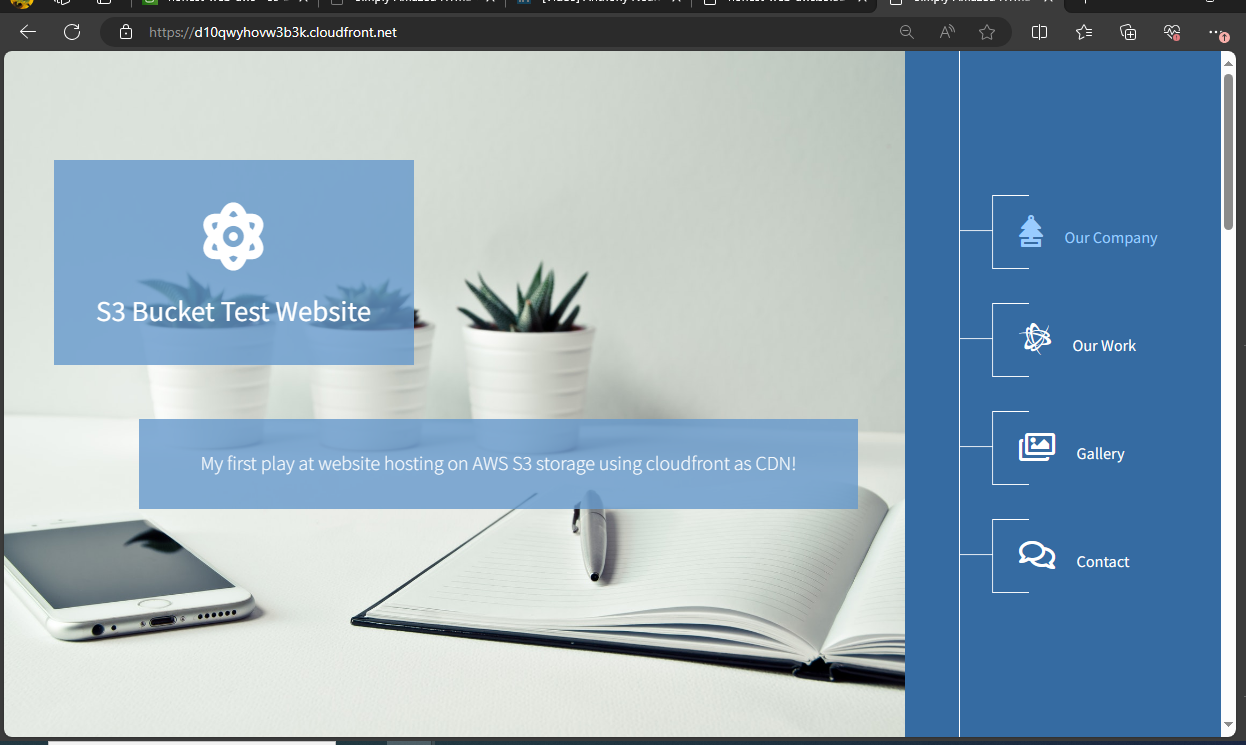 https://d10qwyhovw3b3k.cloudfront.net
S3 Bucket Test Website
My first play at website hosting on AWS S3 storage using cloudfront as CDN!
Our Company
Our Work
Gallery
Contact